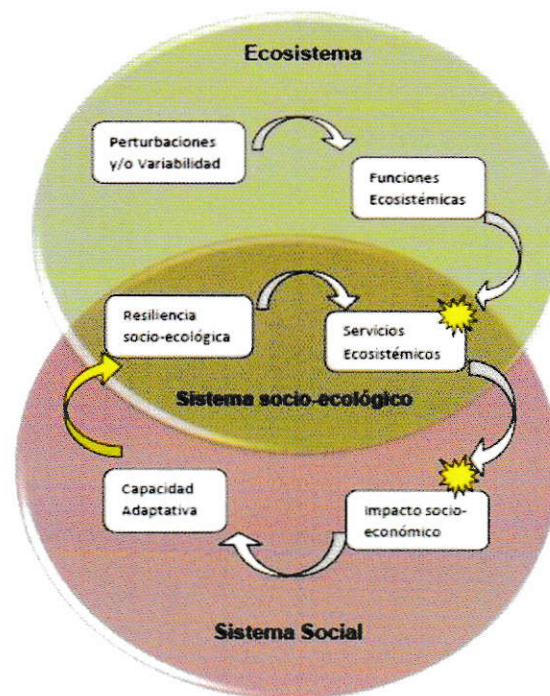 Ecosistema
Perturbaciones
y/o Variabilidad
Funciones
Ecosistémicas
Resiliencia
socio-ecológica
Servicios
Ecosistémicos
Sistema socio-ecológico
Capacidad
Adaptativa
Impacto socio-
económico
Sistema Social